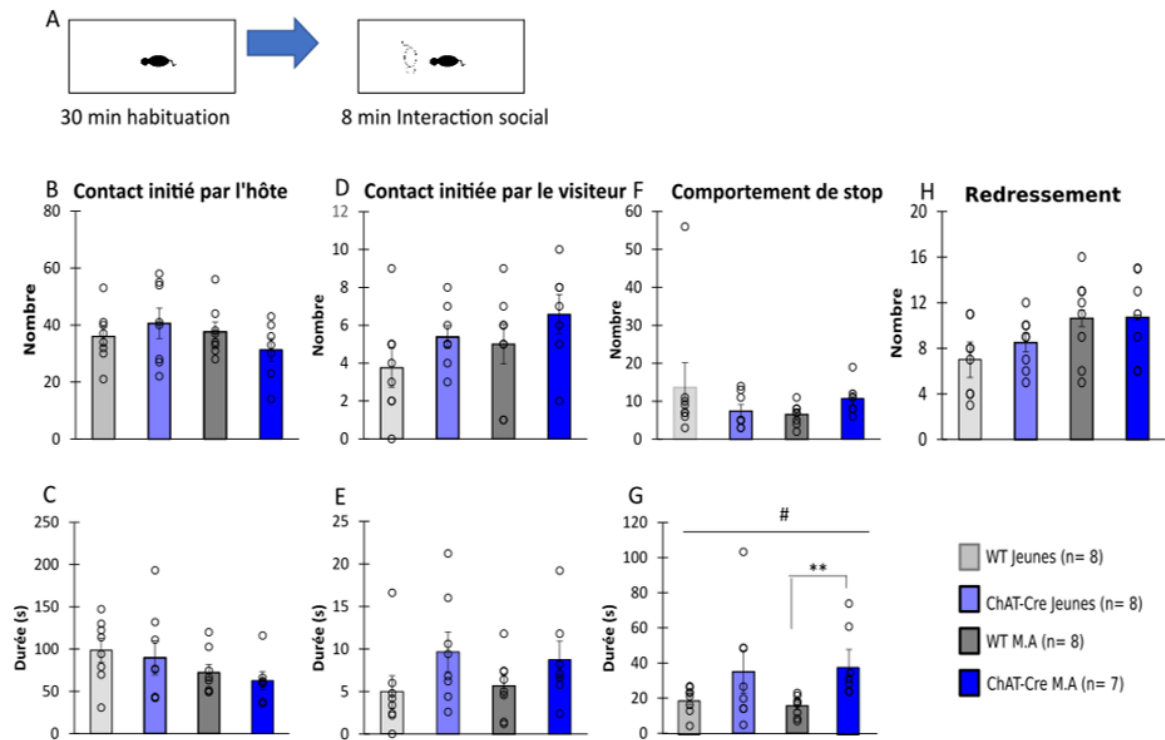 A
30 min habituation
8 min Interaction social
B Contact initié par l'hôte
Nombre
80
60
40
20
0
D Contact initiée par le visiteur
Nombre
12
10
8
6
4
2
0
F Comportement de stop
Nombre
60
50
40
30
20
10
0
H Redressement
Nombre
20
16
12
8
4
0
C
Durée (s)
250
200
150
100
50
0
E
Durée (s)
25
20
15
10
5
0
G
Durée (s)
120
100
80
60
40
20
0
#
**
WT Jeunes (n= 8)
ChAT-Cre Jeunes (n= 8)
WT M.A (n= 8)
ChAT-Cre M.A (n= 7)